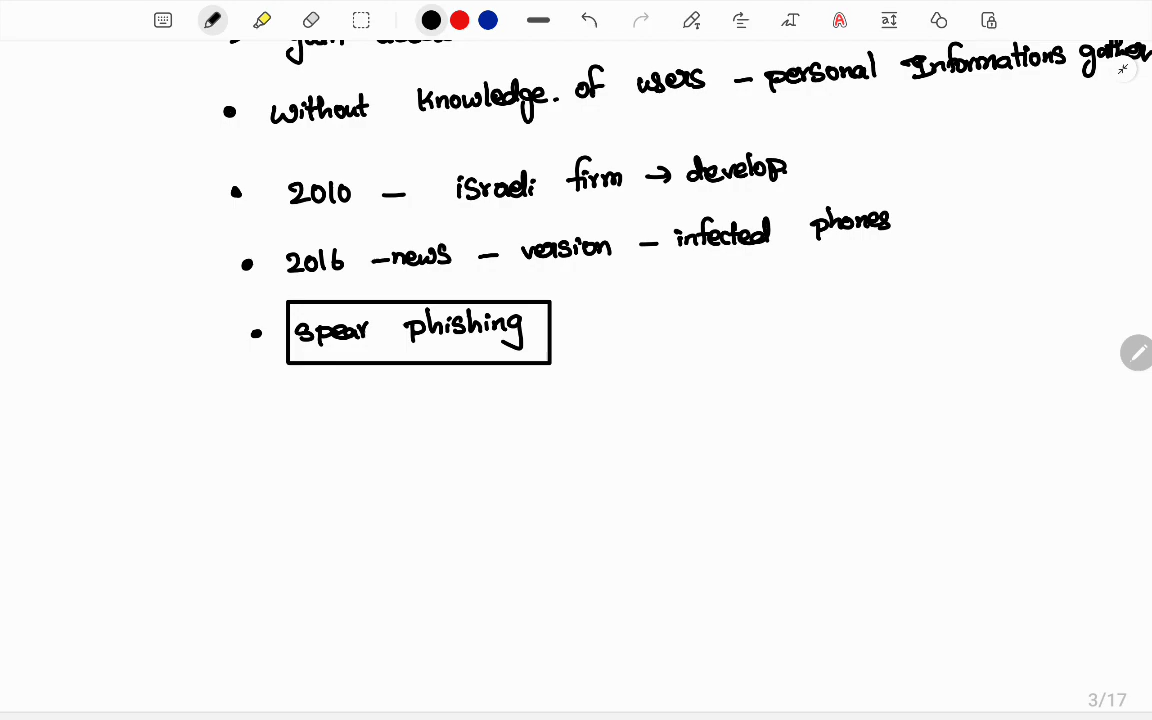 • without knowledge. of users – personal Informations gather
• 2010 – israeli firm → develop
• 2016 – news – version – infected phones
• spear phishing
3/17